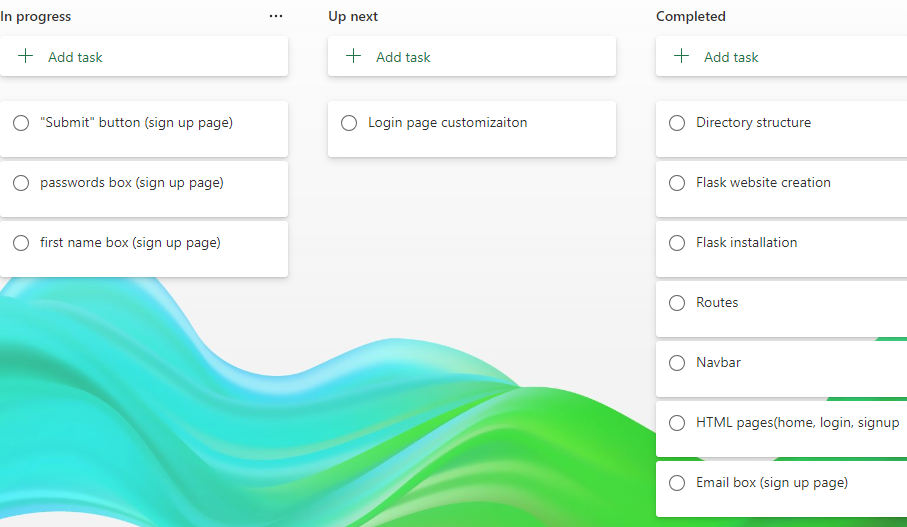 In progress
Add task
"Submit" button (sign up page)
passwords box (sign up page)
first name box (sign up page)
Up next
Add task
Login page customizaiton
Completed
Add task
Directory structure
Flask website creation
Flask installation
Routes
Navbar
HTML pages(home, login, signup
Email box (sign up page)